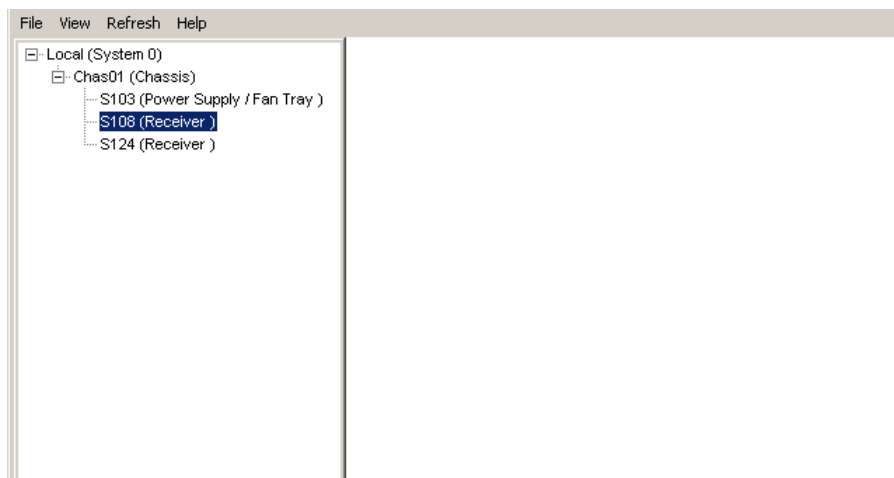 File View Refresh Help
Local (System 0)
Chas01 (Chassis)
S103 (Power Supply / Fan Tray )
S108 (Receiver )
S124 (Receiver )